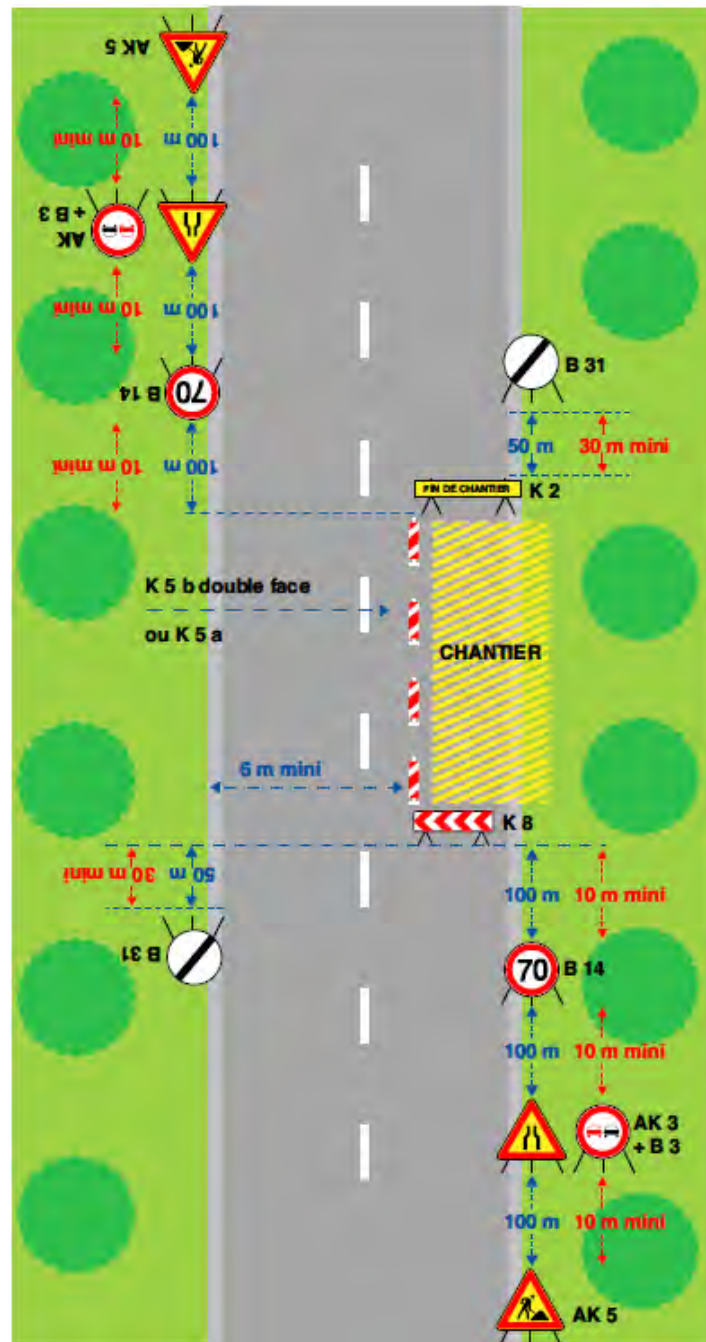 AK 5
10 m mini
100 m
AK
+ B 3
10 m mini
100 m
70
B 14
10 m mini
100 m
B 31
50 m
30 m mini
FIN DE CHANTIER
K 2
K 5 b double face
ou K 5 a
CHANTIER
6 m mini
K 8
30 m mini
50 m
B 31
100 m
10 m mini
70
B 14
100 m
10 m mini
AK 3
+ B 3
100 m
10 m mini
AK 5